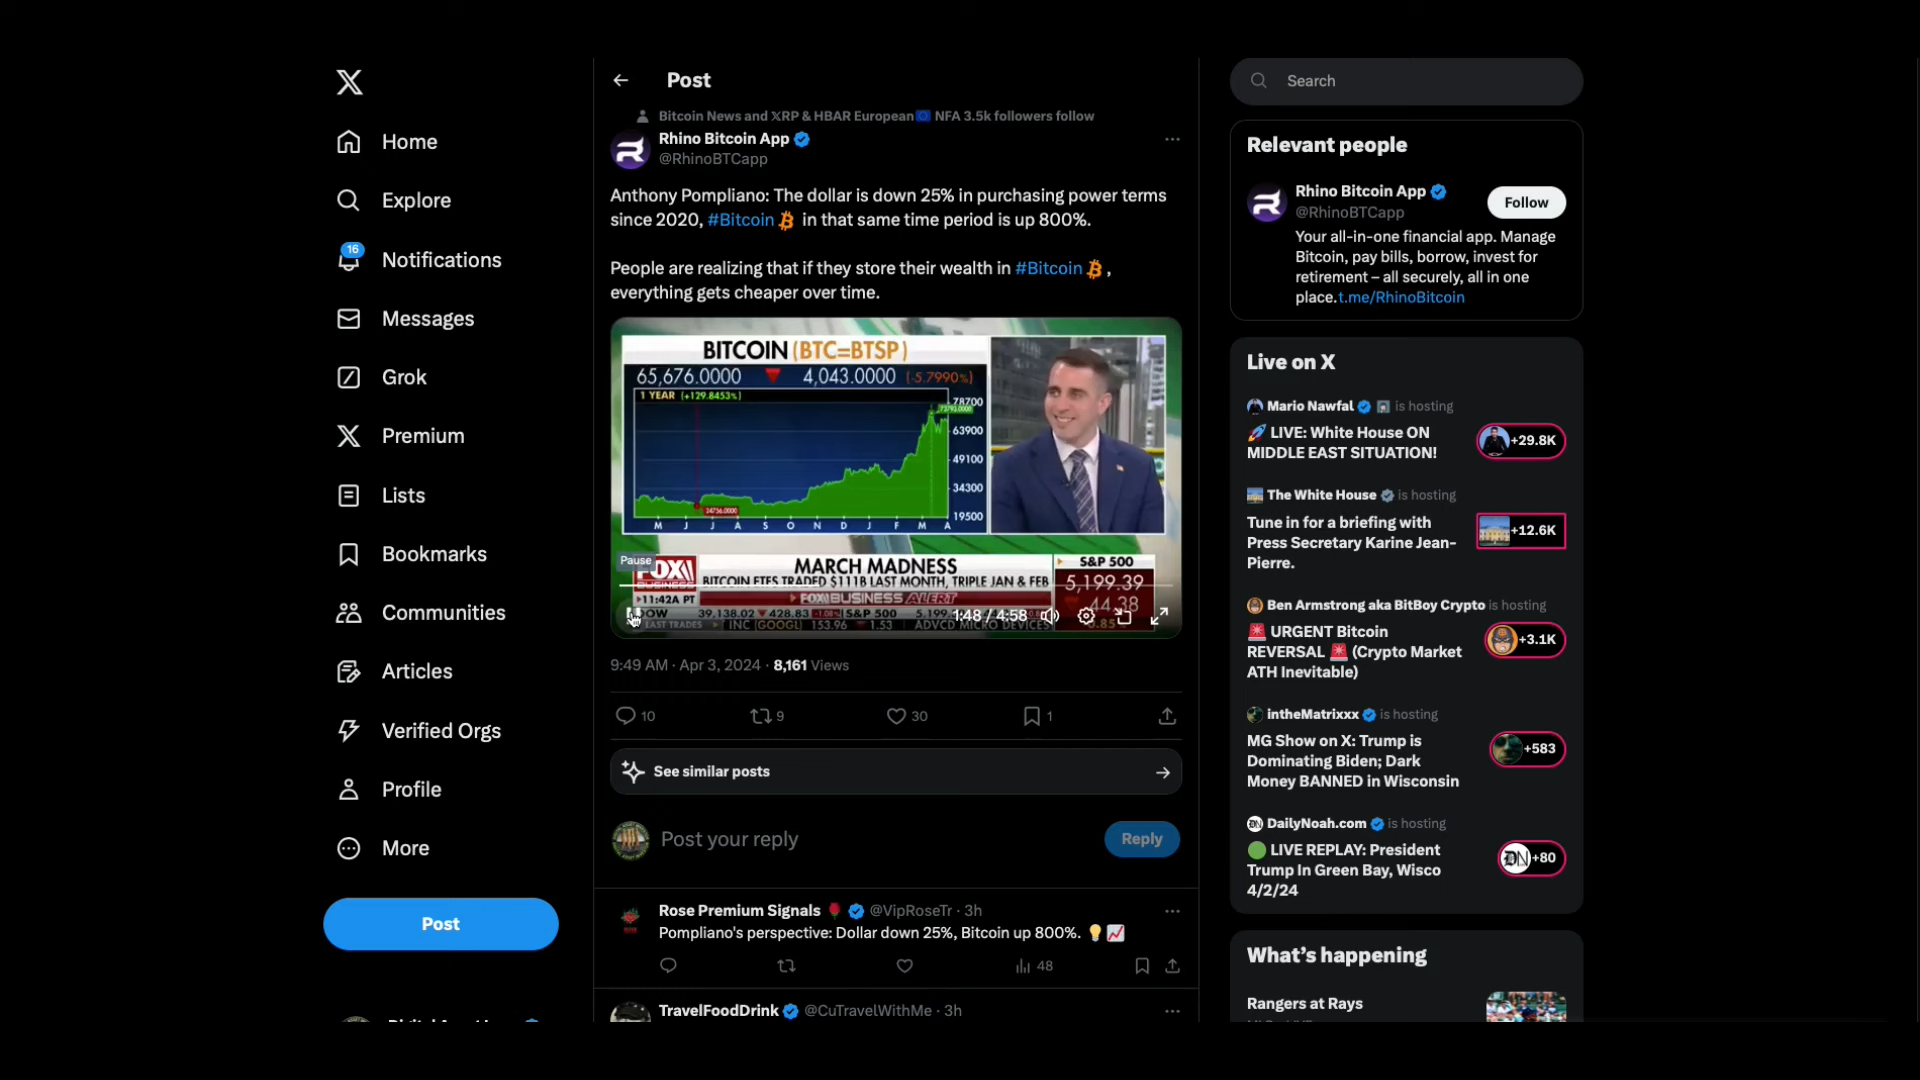 Home
Explore
16
Notifications
Messages
Grok
Premium
Lists
Bookmarks
Communities
Articles
Verified Orgs
Profile
More
Post
Post
Bitcoin News and XRP & HBAR European NFA 3.5k followers follow
Rhino Bitcoin App
@RhinoBTCapp
Anthony Pompliano: The dollar is down 25% in purchasing power terms
since 2020, #Bitcoin in that same time period is up 800%.
People are realizing that if they store their wealth in #Bitcoin ,
everything gets cheaper over time.
BITCOIN (BTC=BTSP)
65,676.0000 4,043.0000 (-5.7990%)
1 YEAR (+129.8453%)
78700
63900
49100
34300
19500
24756.0000
M J J A S O N D J F M A
Pause
FOX
MARCH MADNESS
BITCOIN ETFS TRADED $111B LAST MONTH, TRIPLE JAN & FEB
FOX BUSINESS ALERT
S&P 500
5,199.39
44.38
11:42A PT
DOW 39,138.02 428.83 -1.08% S&P 500 5,199
EAST TRADES INC (GOOGL) 153.96 1.53 ADVCD MICRO DEVICES
1:48 / 4:58
9:49 AM · Apr 3, 2024 · 8,161 Views
10 9 30 1
See similar posts
Post your reply
Reply
Rose Premium Signals @VipRoseTr · 3h
Pompliano's perspective: Dollar down 25%, Bitcoin up 800%.
48
TravelFoodDrink @CuTravelWithMe · 3h
Search
Relevant people
Rhino Bitcoin App
@RhinoBTCapp
Follow
Your all-in-one financial app. Manage
Bitcoin, pay bills, borrow, invest for
retirement – all securely, all in one
place.t.me/RhinoBitcoin
Live on X
Mario Nawfal is hosting
LIVE: White House ON
MIDDLE EAST SITUATION!
+29.8K
The White House is hosting
Tune in for a briefing with
Press Secretary Karine Jean-
Pierre.
+12.6K
Ben Armstrong aka BitBoy Crypto is hosting
URGENT Bitcoin
REVERSAL (Crypto Market
ATH Inevitable)
+3.1K
intheMatrixxx is hosting
MG Show on X: Trump is
Dominating Biden; Dark
Money BANNED in Wisconsin
+583
DailyNoah.com is hosting
LIVE REPLAY: President
Trump In Green Bay, Wisco
4/2/24
+80
What's happening
Rangers at Rays